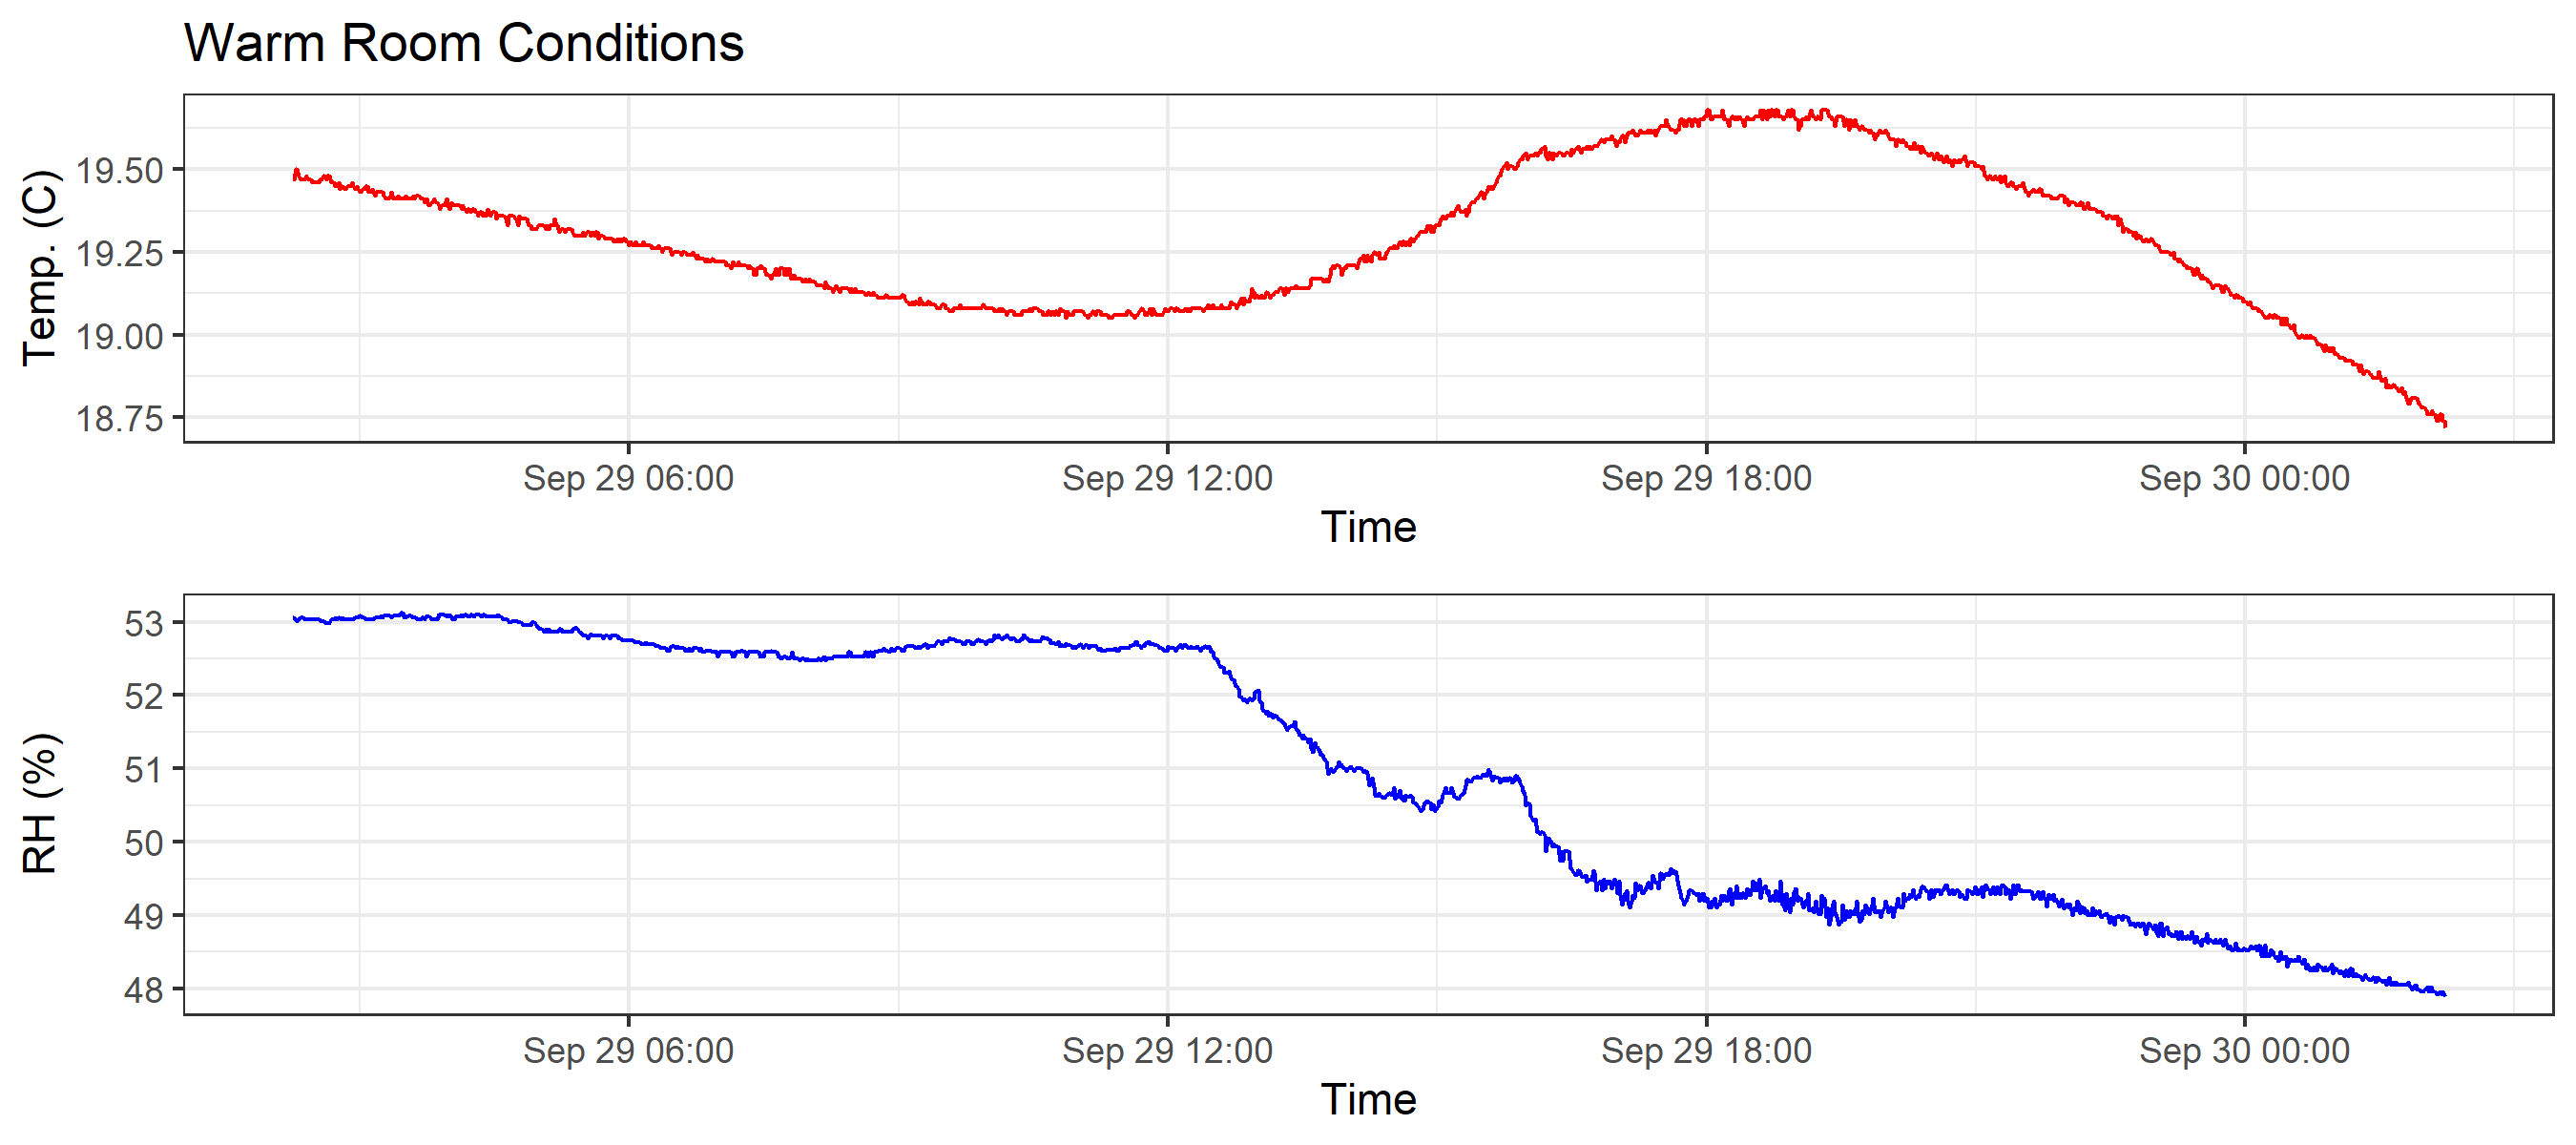 Warm Room Conditions
Temp. (C)
19.50
19.25
19.00
18.75
Sep 29 06:00 Sep 29 12:00 Sep 29 18:00 Sep 30 00:00
Time
RH (%)
53
52
51
50
49
48
Sep 29 06:00 Sep 29 12:00 Sep 29 18:00 Sep 30 00:00
Time